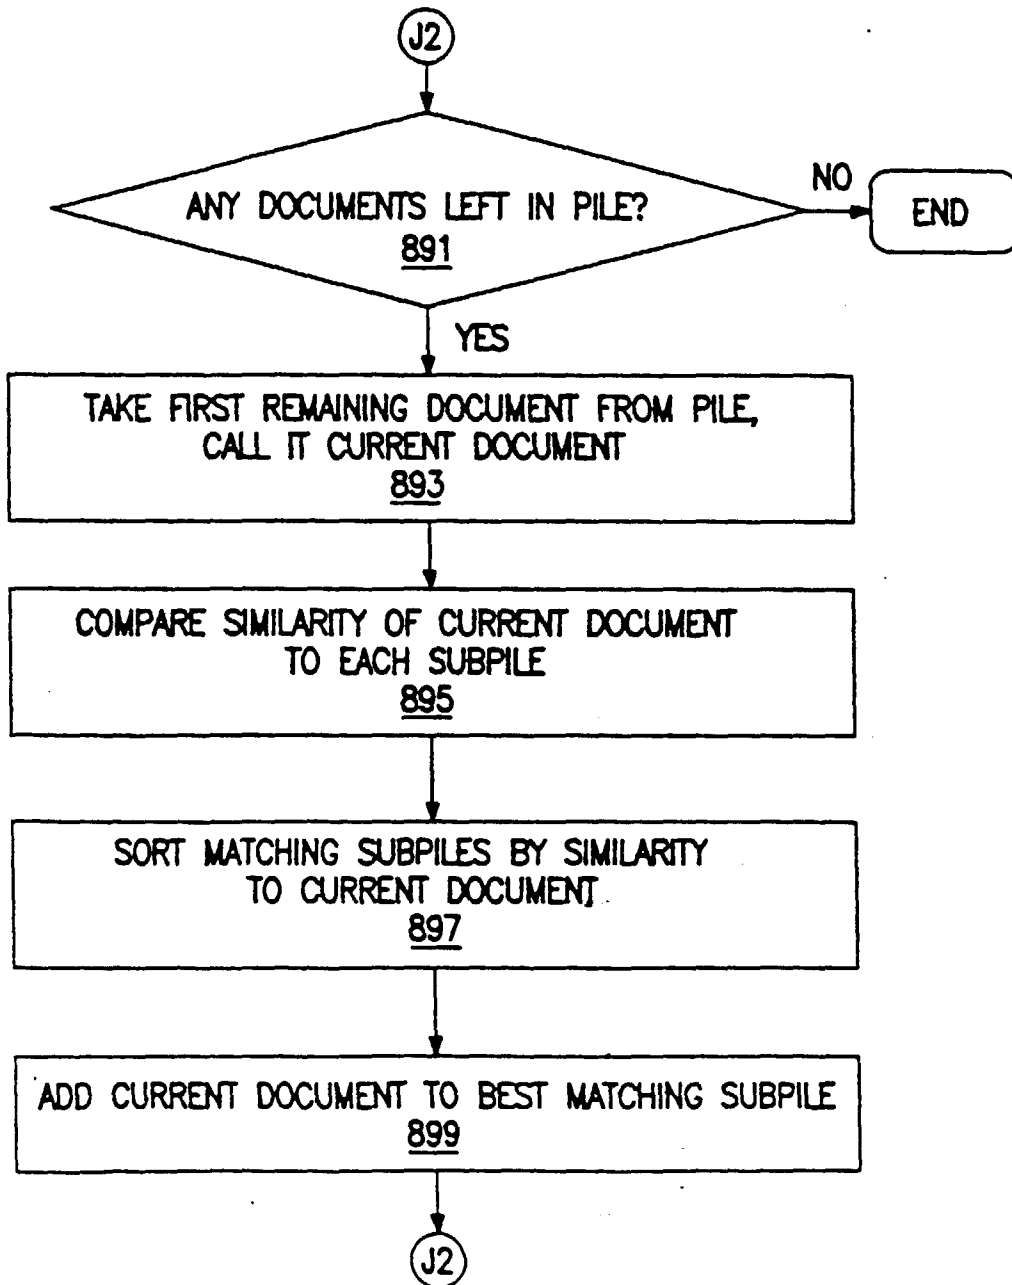 J2
ANY DOCUMENTS LEFT IN PILE?
891
NO
END
YES
TAKE FIRST REMAINING DOCUMENT FROM PILE,
CALL IT CURRENT DOCUMENT
893
COMPARE SIMILARITY OF CURRENT DOCUMENT
TO EACH SUBPILE
895
SORT MATCHING SUBPILES BY SIMILARITY
TO CURRENT DOCUMENT
897
ADD CURRENT DOCUMENT TO BEST MATCHING SUBPILE
899
J2